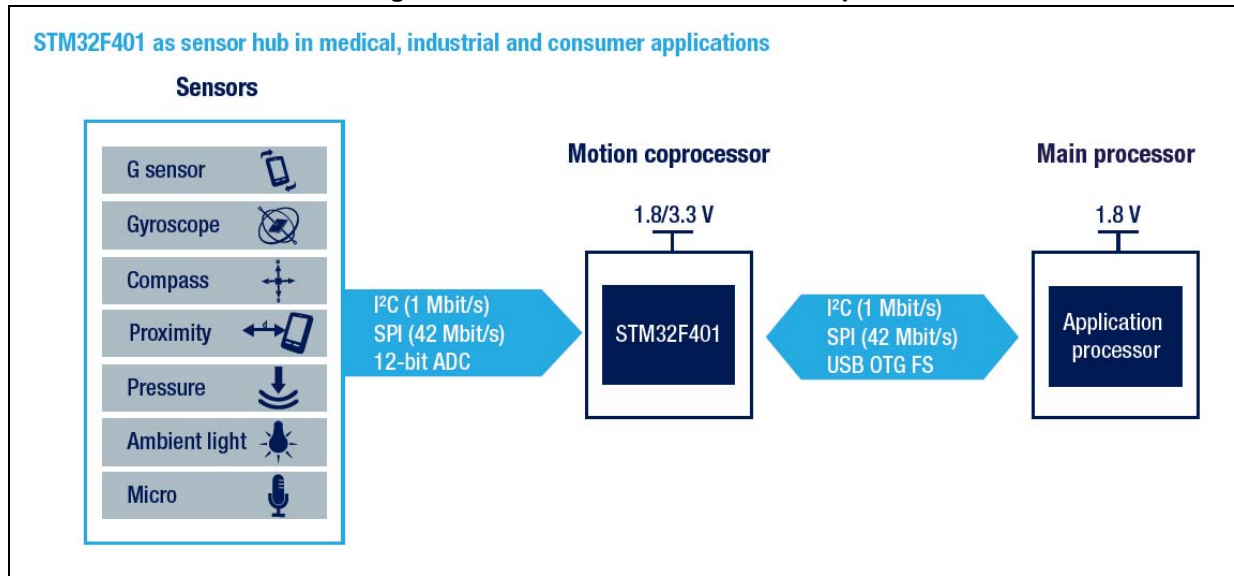 STM32F401 as sensor hub in medical, industrial and consumer applications
Sensors
G sensor
Gyroscope
Compass
Proximity
d
Pressure
Ambient light
Micro
I²C (1 Mbit/s)
SPI (42 Mbit/s)
12-bit ADC
Motion coprocessor
1.8/3.3 V
STM32F401
I²C (1 Mbit/s)
SPI (42 Mbit/s)
USB OTG FS
Main processor
1.8 V
Application
processor